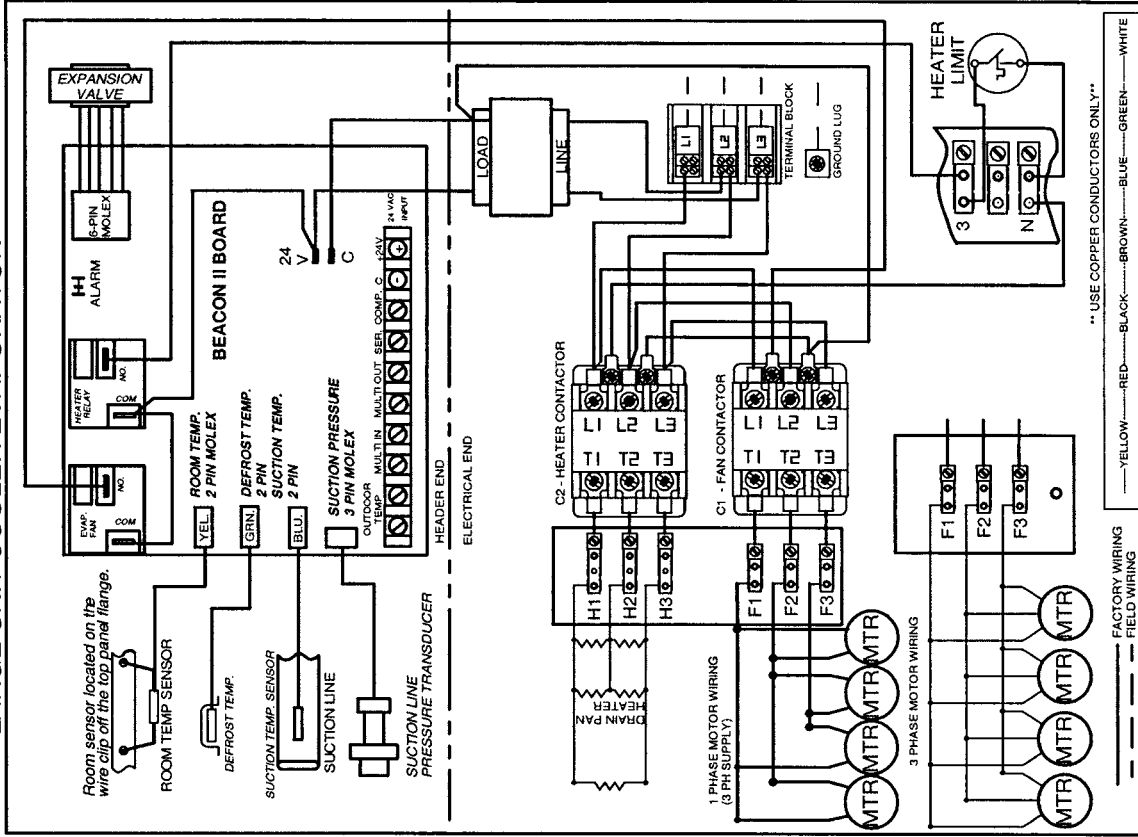 EXPANSION
VALVE
6-PIN
MOLEX
ALARM
HEATER
RELAY
NO.
COM
EVAP.
FAN
NO.
COM
BEACON II BOARD
24
V
C
24 VAC
INPUT
+24V
C
COMP.
SER.
MULTI OUT
MULTI IN
OUTDOOR
TEMP
YEL.
ROOM TEMP.
2 PIN MOLEX
GRN.
DEFROST TEMP.
2 PIN
BLU.
SUCTION TEMP.
2 PIN
SUCTION PRESSURE
3 PIN MOLEX
Room sensor located on the
wire clip off the top panel flange.
ROOM TEMP SENSOR
DEFROST TEMP.
SUCTION TEMP. SENSOR
SUCTION LINE
SUCTION LINE
PRESSURE TRANSDUCER
HEADER END
ELECTRICAL END
LOAD
LINE
L1
L2
L3
TERMINAL BLOCK
GROUND LUG
HEATER
LIMIT
3
N
C2 - HEATER CONTACTOR
L1 L2 L3
T1 T2 T3
C1 - FAN CONTACTOR
L1 L2 L3
T1 T2 T3
H1
H2
H3
F1
F2
F3
DRAIN PAN
HEATER
1 PHASE MOTOR WIRING
(3 PH SUPPLY)
MTR
MTR
MTR
MTR
3 PHASE MOTOR WIRING
F1
F2
F3
MTR
MTR
MTR
MTR
** USE COPPER CONDUCTORS ONLY**
YELLOW RED BLACK BROWN BLUE GREEN WHITE
FACTORY WIRING
FIELD WIRING